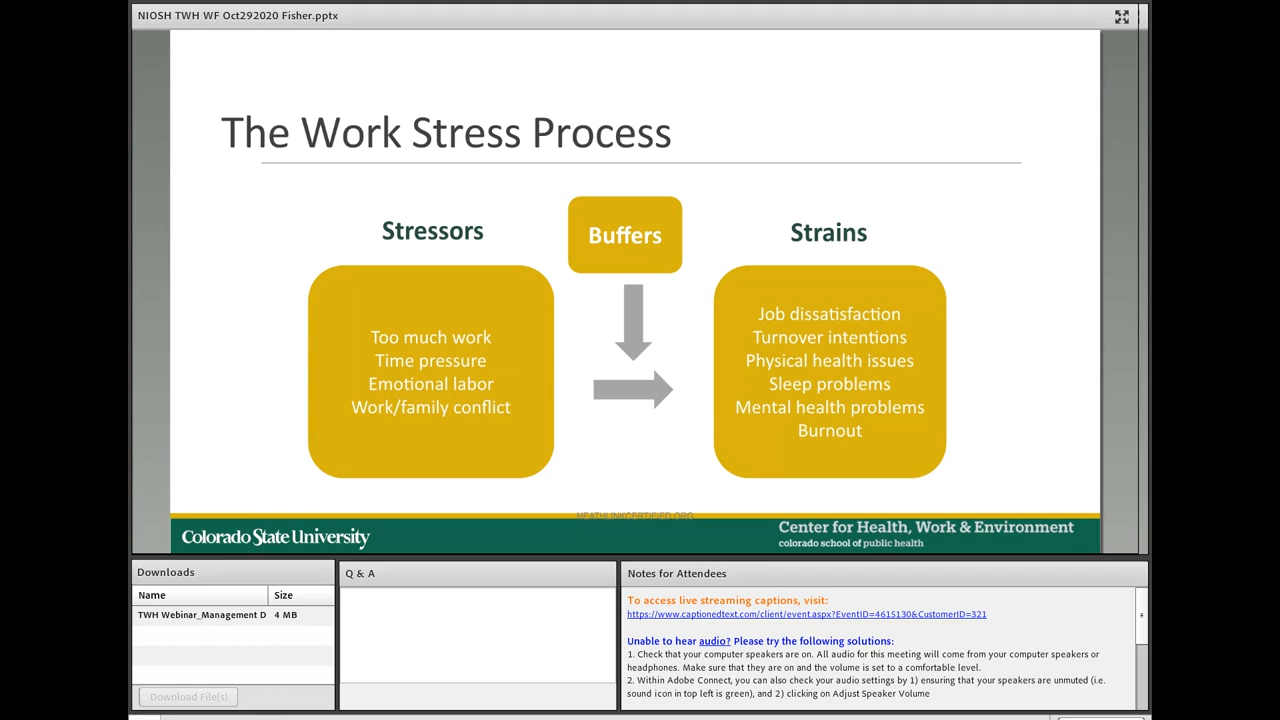 NIOSH TWH WF Oct292020 Fisher.pptx
The Work Stress Process
Stressors
Buffers
Strains
Too much work
Time pressure
Emotional labor
Work/family conflict
Job dissatisfaction
Turnover intentions
Physical health issues
Sleep problems
Mental health problems
Burnout
HEATHLINKCERTIFIED.ORG
Colorado State University
Center for Health, Work & Environment
colorado school of public health
Downloads
Name Size
TWH Webinar_Management D 4 MB
Download File(s)
Q & A
Notes for Attendees
To access live streaming captions, visit:
https://www.captionedtext.com/client/event.aspx?EventID=4615130&CustomerID=321
Unable to hear audio? Please try the following solutions:
1. Check that your computer speakers are on. All audio for this meeting will come from your computer speakers or
headphones. Make sure that they are on and the volume is set to a comfortable level.
2. Within Adobe Connect, you can also check your audio settings by 1) ensuring that your speakers are unmuted (i.e.
sound icon in top left is green), and 2) clicking on Adjust Speaker Volume